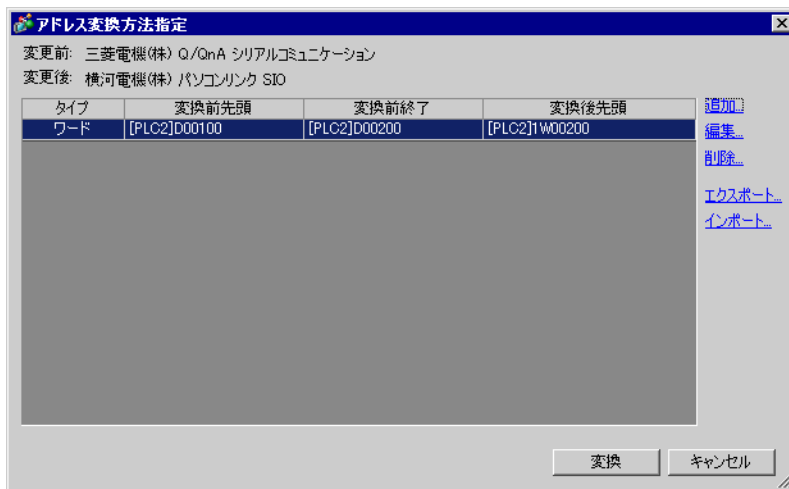 アドレス変換方法指定
変更前: 三菱電機(株) Q/QnA シリアルコミュニケーション
変更後: 横河電機(株) パソコンリンク SIO
タイプ 変換前先頭 変換前終了 変換後先頭
ワード [PLC2]D00100 [PLC2]D00200 [PLC2]1W00200
追加...
編集...
削除...
エクスポート...
インポート...
変換 キャンセル